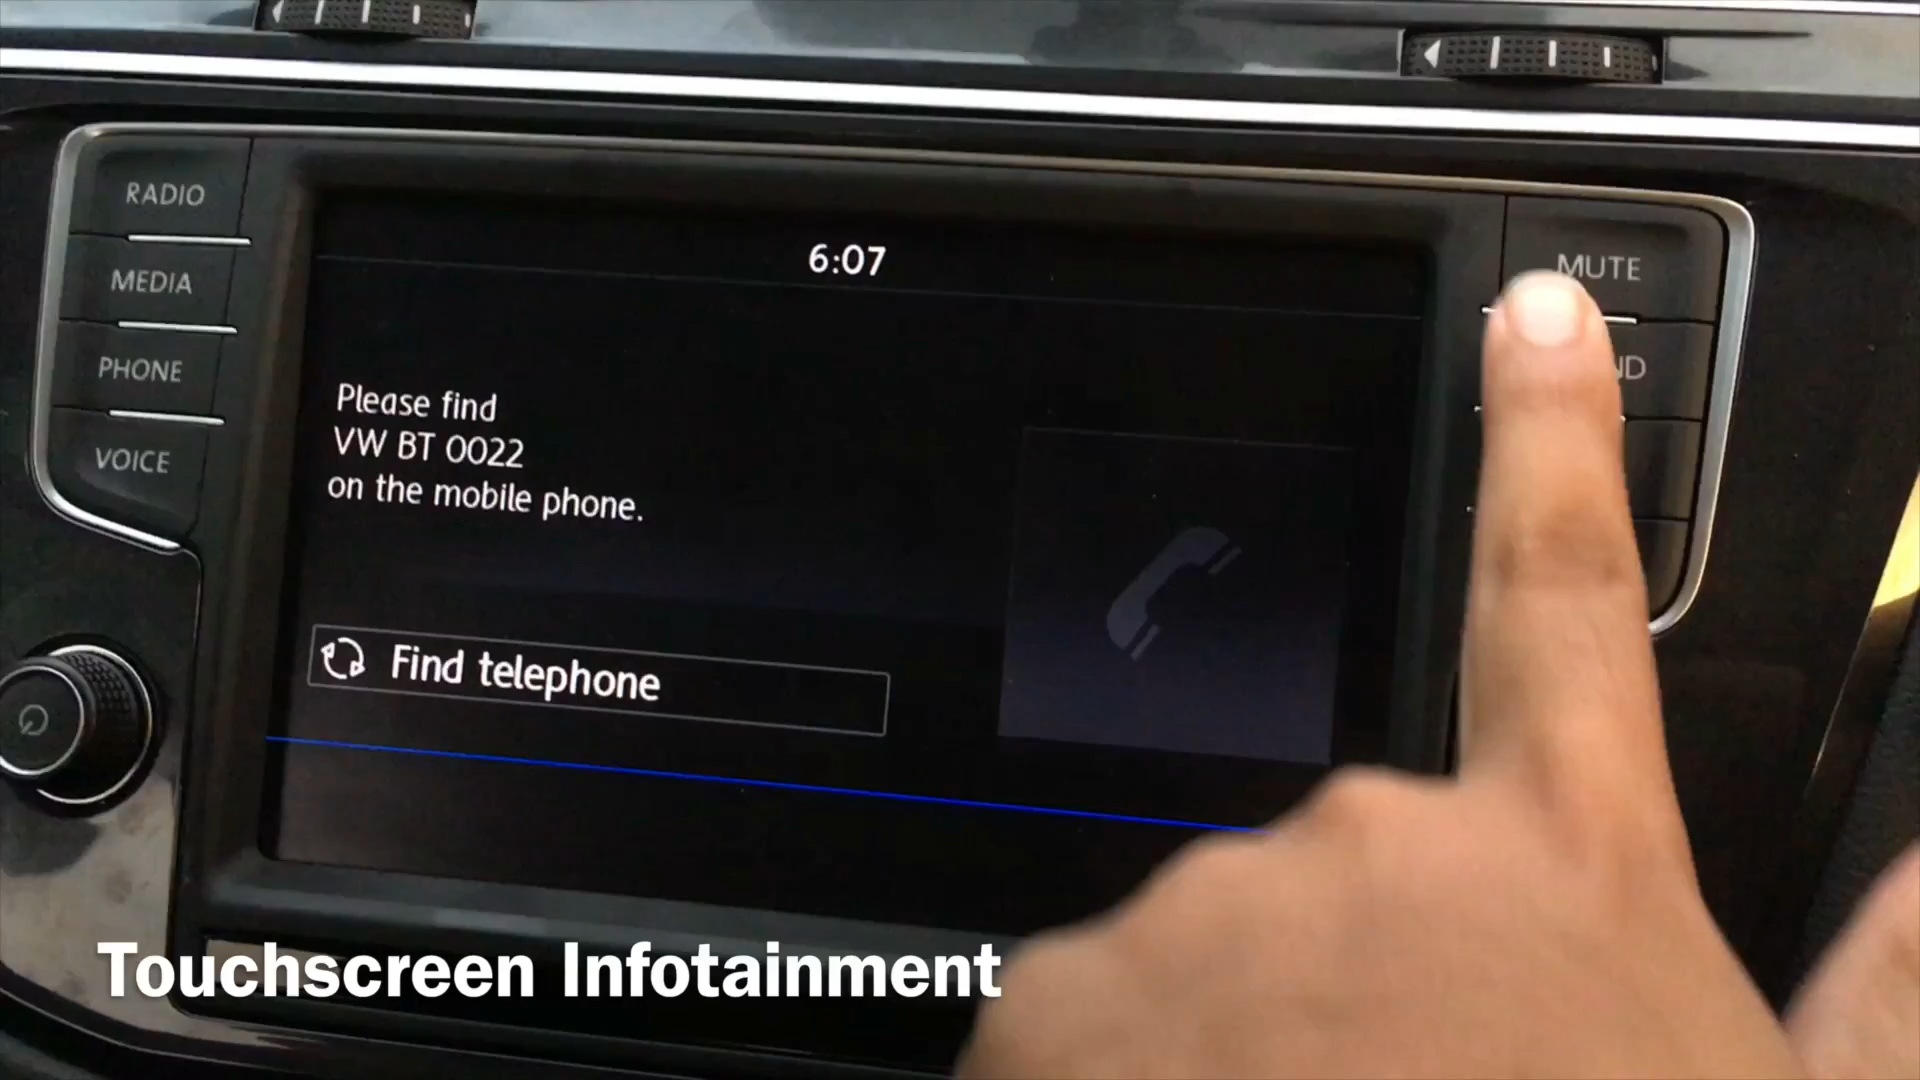 RADIO
MEDIA
PHONE
VOICE
6:07
Please find
VW BT 0022
on the mobile phone.
Find telephone
MUTE
Touchscreen Infotainment